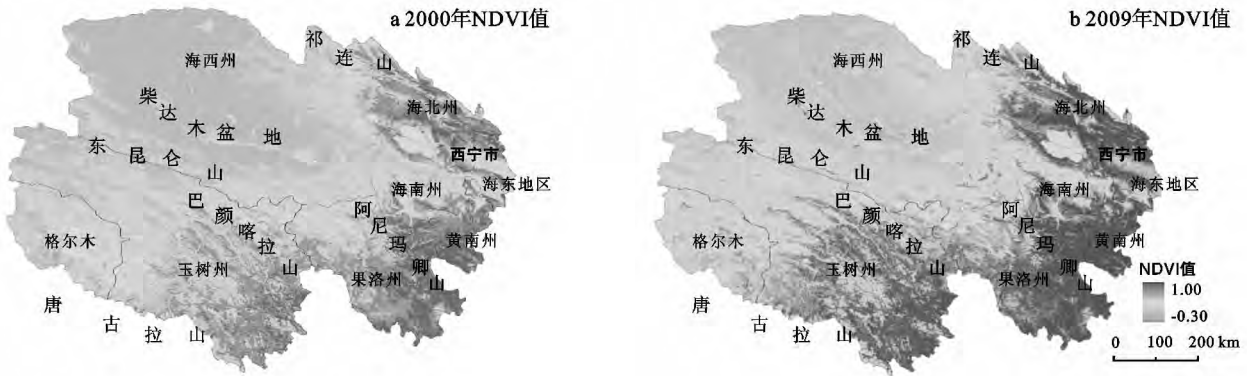 a 2000年NDVI值
祁连山
海西州
柴达木盆地
海北州
西宁市
东昆仑山
海东地区
海南州
巴颜喀拉山
阿尼玛卿山
格尔木
黄南州
玉树州
果洛州
唐古拉山
b 2009年NDVI值
祁连山
海西州
柴达木盆地
海北州
西宁市
东昆仑山
海东地区
海南州
巴颜喀拉山
阿尼玛卿山
格尔木
黄南州
玉树州
果洛州
唐古拉山
NDVI值
1.00
-0.30
0 100 200 km